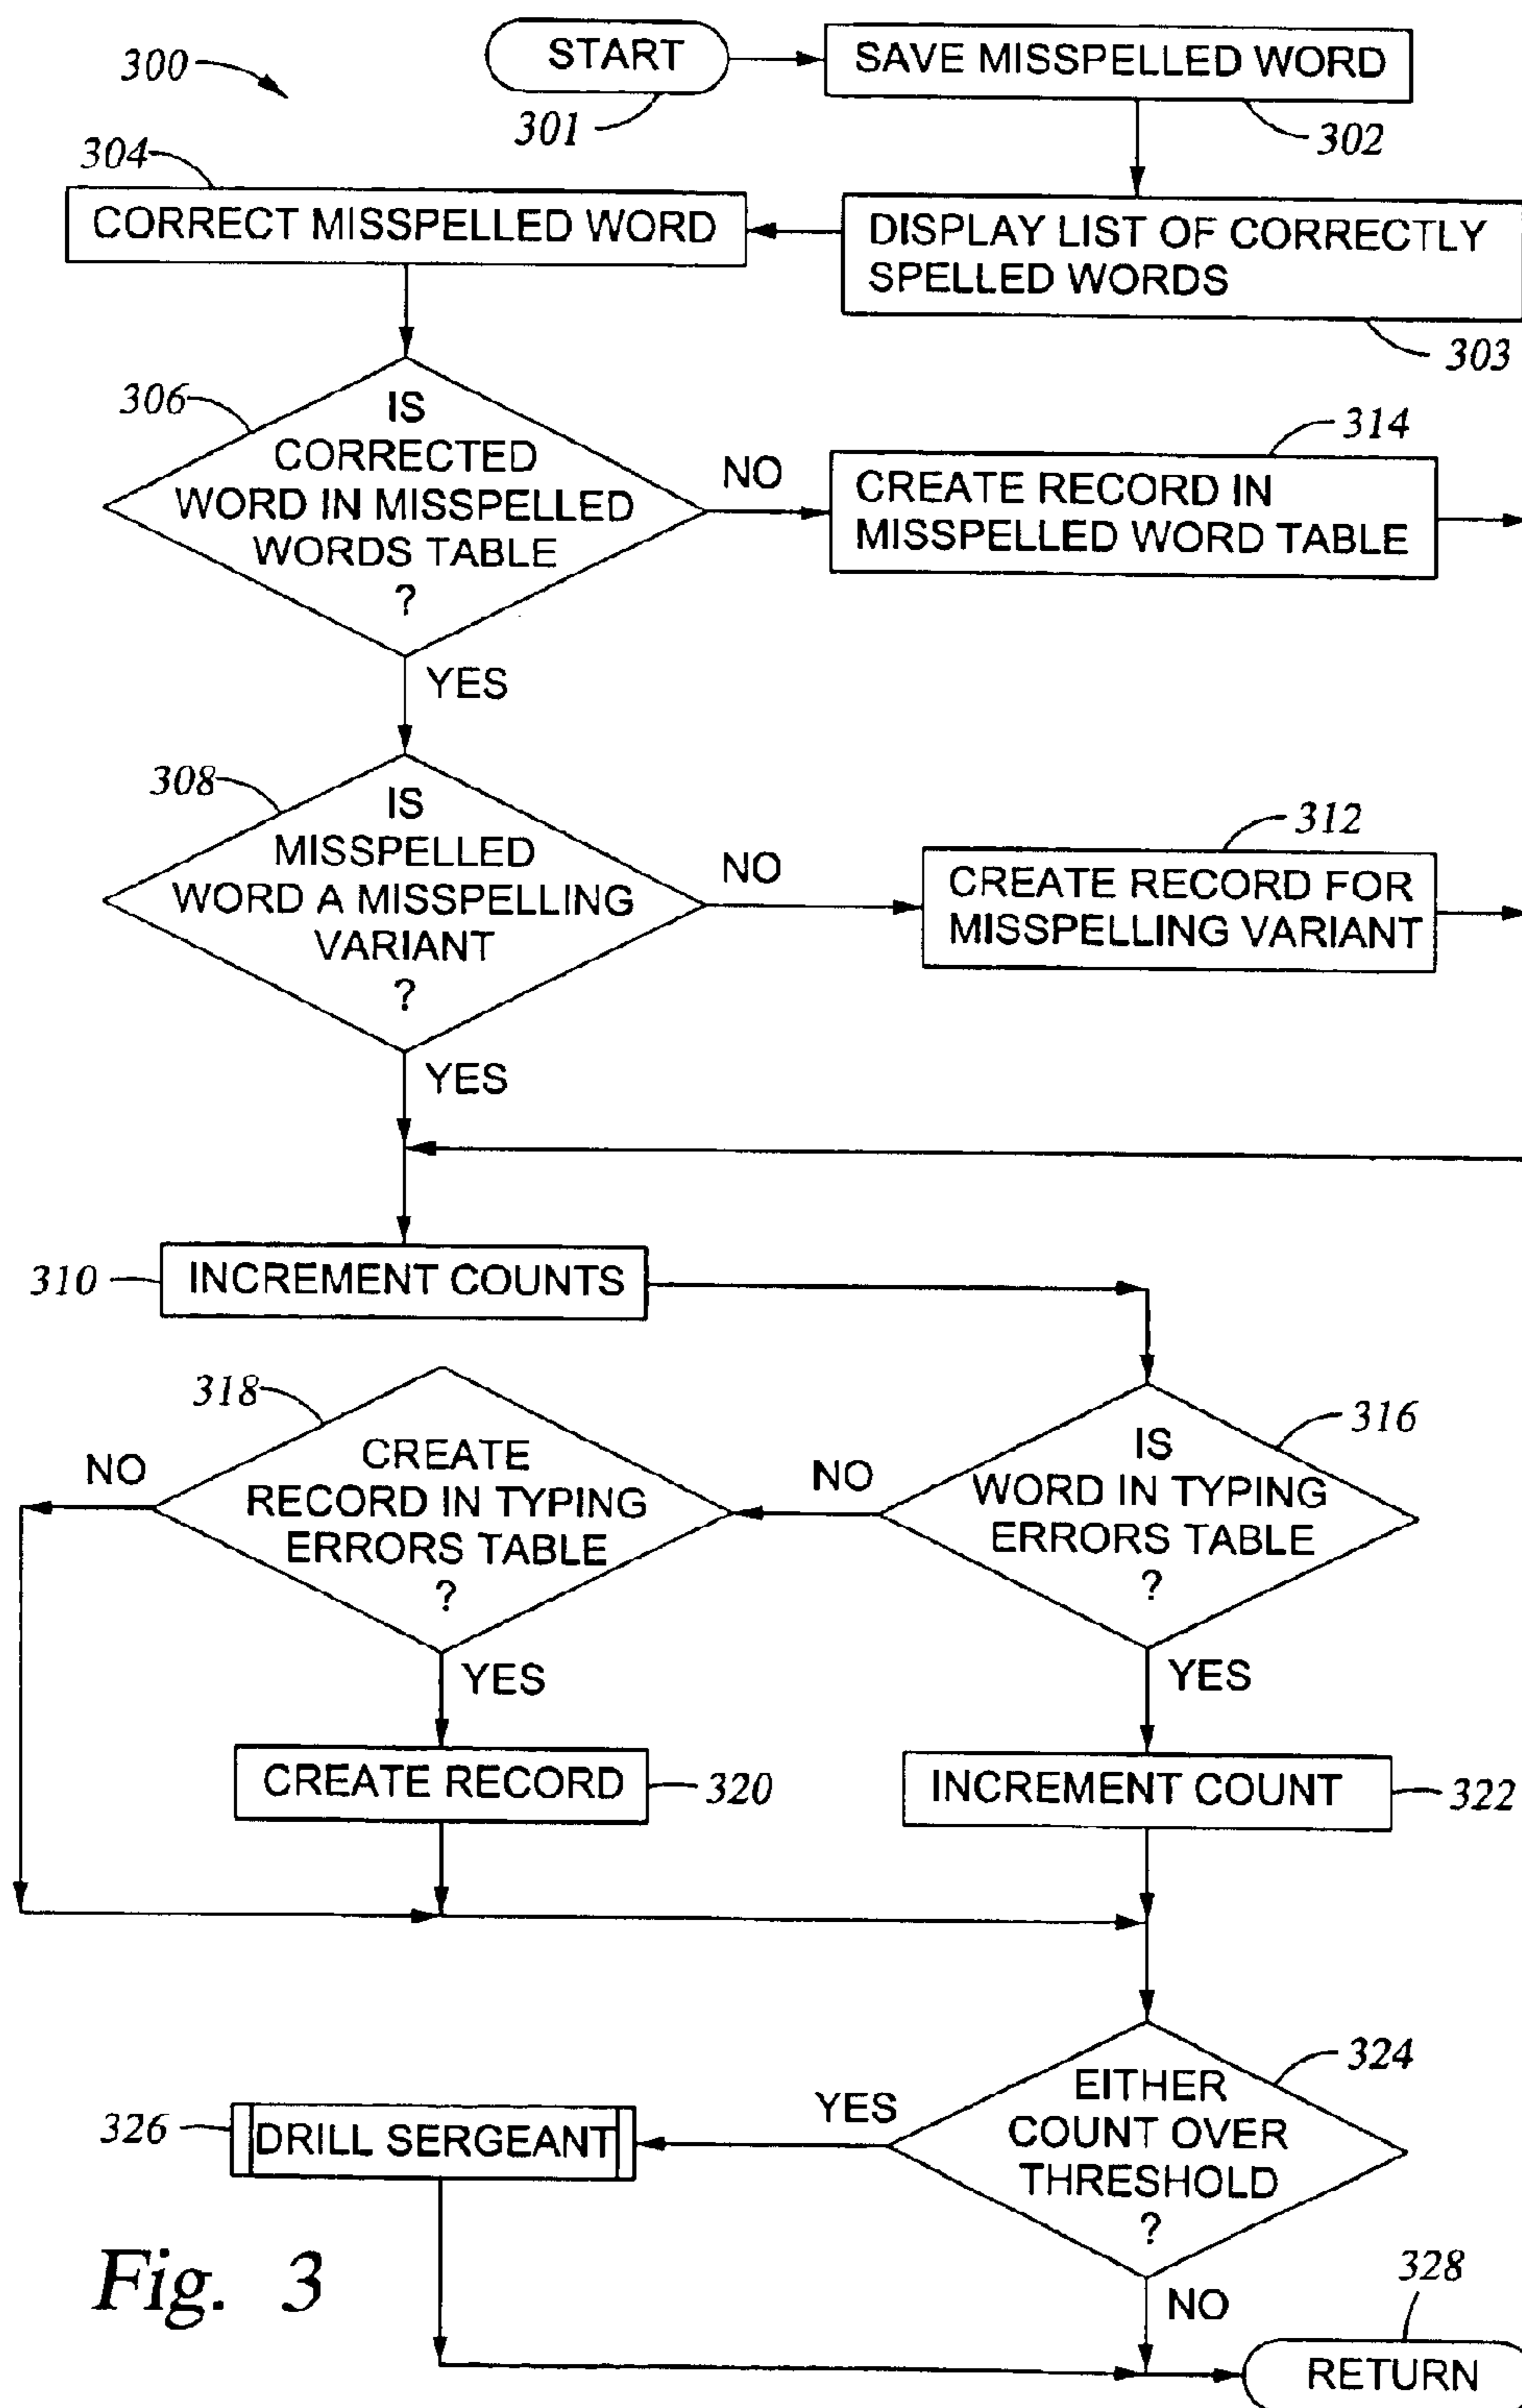 300
START
301
SAVE MISSPELLED WORD
302
304
CORRECT MISSPELLED WORD
DISPLAY LIST OF CORRECTLY
SPELLED WORDS
303
306
IS
CORRECTED
WORD IN MISSPELLED
WORDS TABLE
?
NO
314
CREATE RECORD IN
MISSPELLED WORD TABLE
YES
308
IS
MISSPELLED
WORD A MISSPELLING
VARIANT
?
NO
312
CREATE RECORD FOR
MISSPELLING VARIANT
YES
310
INCREMENT COUNTS
318
CREATE
RECORD IN TYPING
ERRORS TABLE
?
NO
NO
316
IS
WORD IN TYPING
ERRORS TABLE
?
YES
YES
CREATE RECORD
320
INCREMENT COUNT
322
324
EITHER
COUNT OVER
THRESHOLD
?
YES
326
DRILL SERGEANT
NO
328
RETURN
Fig. 3